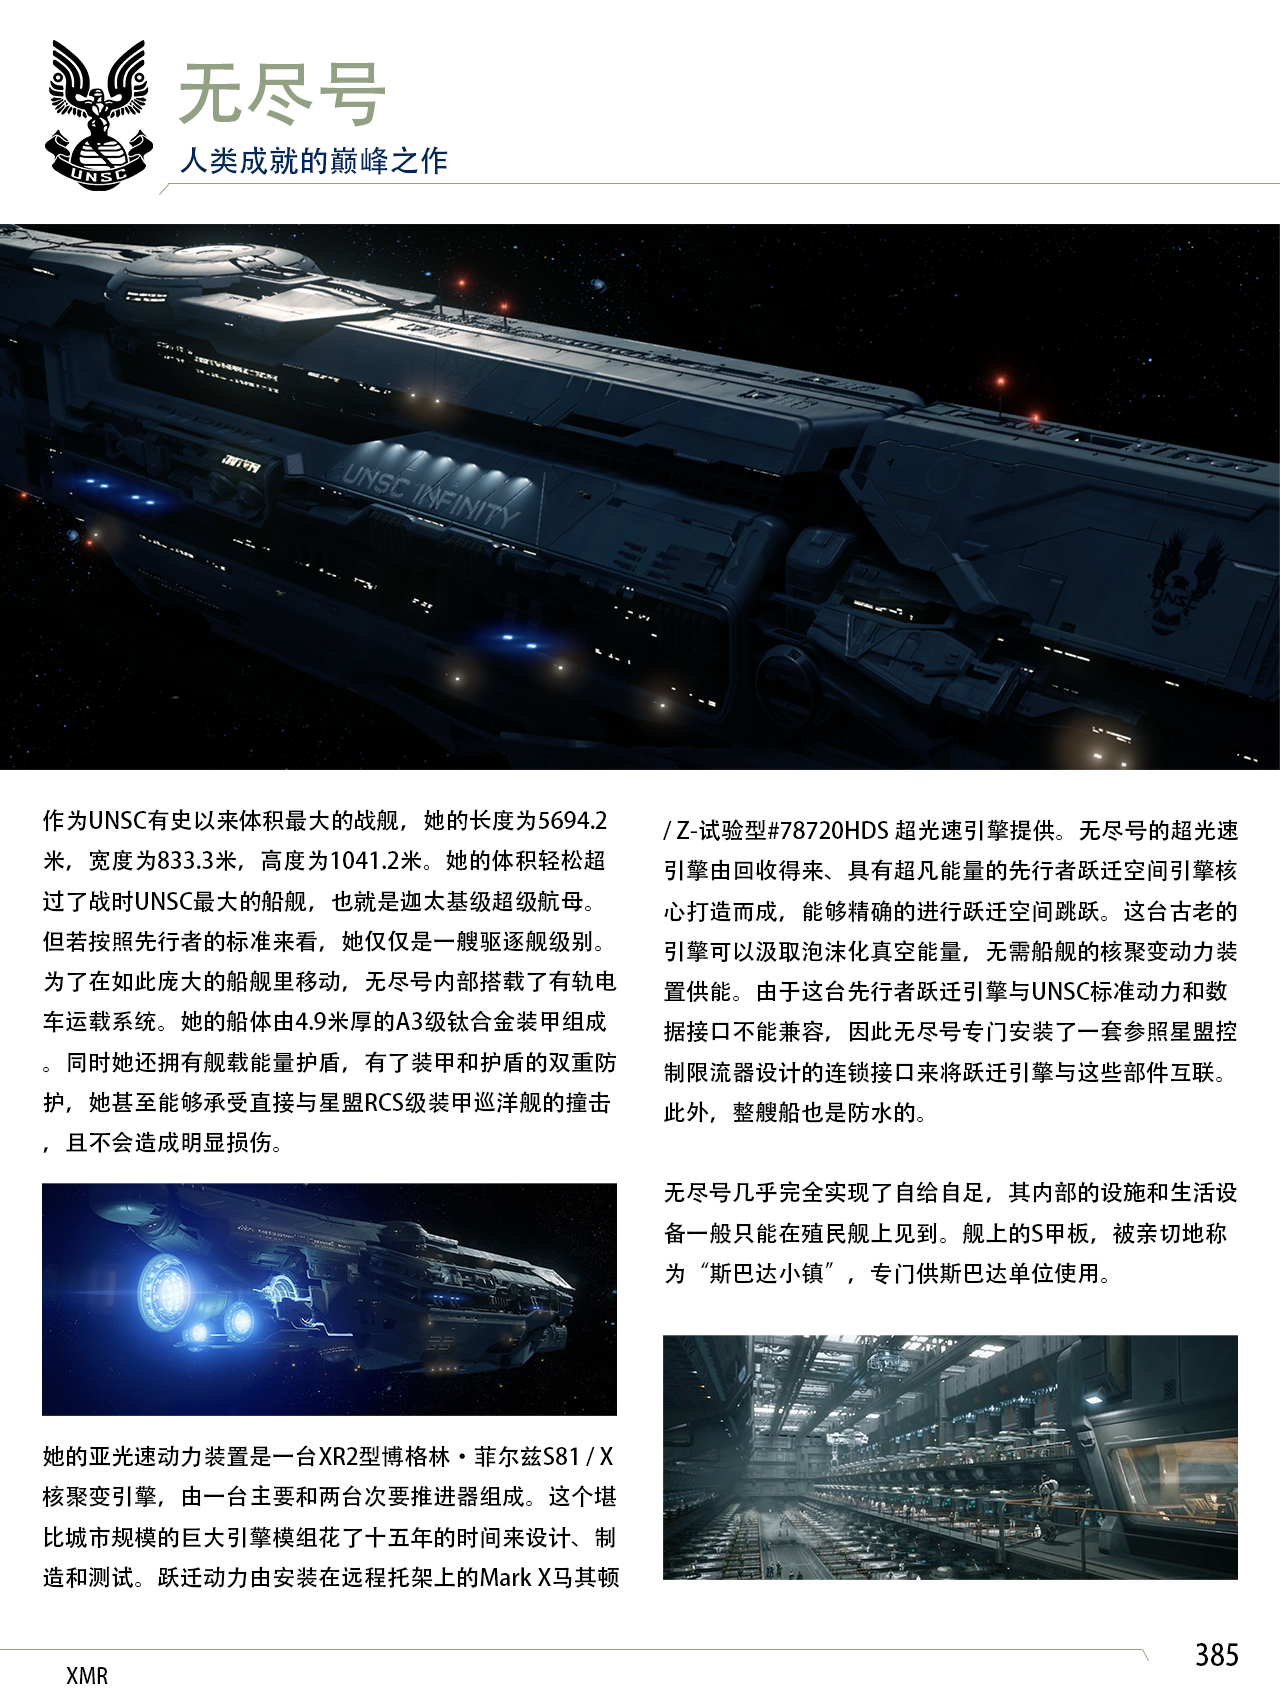 无尽号
人类成就的巅峰之作
UNSC
UNSC INFINITY
UNSC
作为UNSC有史以来体积最大的战舰，她的长度为5694.2
米，宽度为833.3米，高度为1041.2米。她的体积轻松超
过了战时UNSC最大的船舰，也就是迦太基级超级航母。
但若按照先行者的标准来看，她仅仅是一艘驱逐舰级别。
为了在如此庞大的船舰里移动，无尽号内部搭载了有轨电
车运载系统。她的船体由4.9米厚的A3级钛合金装甲组成
。同时她还拥有舰载能量护盾，有了装甲和护盾的双重防
护，她甚至能够承受直接与星盟RCS级装甲巡洋舰的撞击
，且不会造成明显损伤。
她的亚光速动力装置是一台XR2型博格林・菲尔兹S81 / X
核聚变引擎，由一台主要和两台次要推进器组成。这个堪
比城市规模的巨大引擎模组花了十五年的时间来设计、制
造和测试。跃迁动力由安装在远程托架上的Mark X马其顿
/ Z-试验型#78720HDS 超光速引擎提供。无尽号的超光速
引擎由回收得来、具有超凡能量的先行者跃迁空间引擎核
心打造而成，能够精确的进行跃迁空间跳跃。这台古老的
引擎可以汲取泡沫化真空能量，无需船舰的核聚变动力装
置供能。由于这台先行者跃迁引擎与UNSC标准动力和数
据接口不能兼容，因此无尽号专门安装了一套参照星盟控
制限流器设计的连锁接口来将跃迁引擎与这些部件互联。
此外，整艘船也是防水的。
无尽号几乎完全实现了自给自足，其内部的设施和生活设
备一般只能在殖民舰上见到。舰上的S甲板，被亲切地称
为“斯巴达小镇”，专门供斯巴达单位使用。
385
XMR